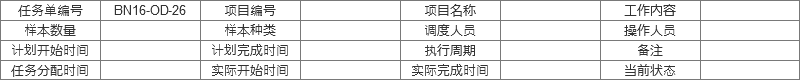 任务单编号 BN16-OD-26 项目编号 项目名称 工作内容
样本数量 样本种类 调度人员 操作人员
计划开始时间 计划完成时间 执行周期 备注
任务分配时间 实际开始时间 实际完成时间 当前状态